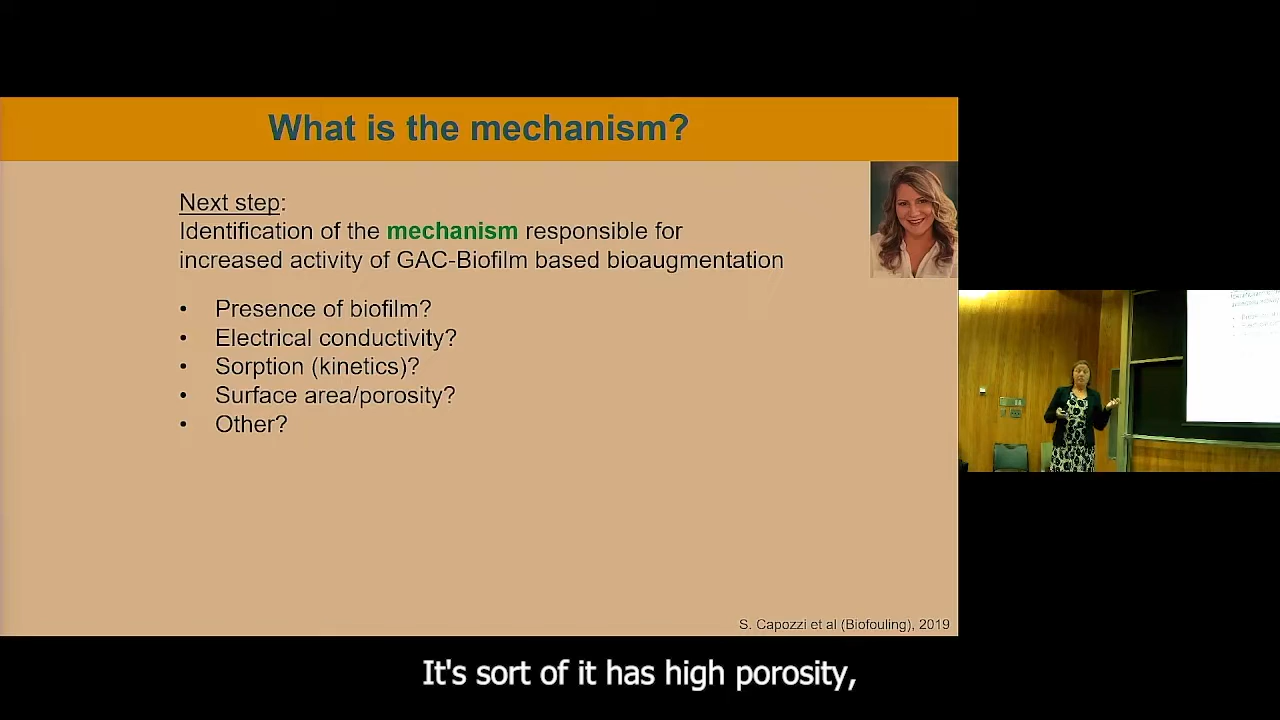 What is the mechanism?
Next step:
Identification of the mechanism responsible for
increased activity of GAC-Biofilm based bioaugmentation
• Presence of biofilm?
• Electrical conductivity?
• Sorption (kinetics)?
• Surface area/porosity?
• Other?
S. Capozzi et al (Biofouling), 2019
It's sort of it has high porosity,